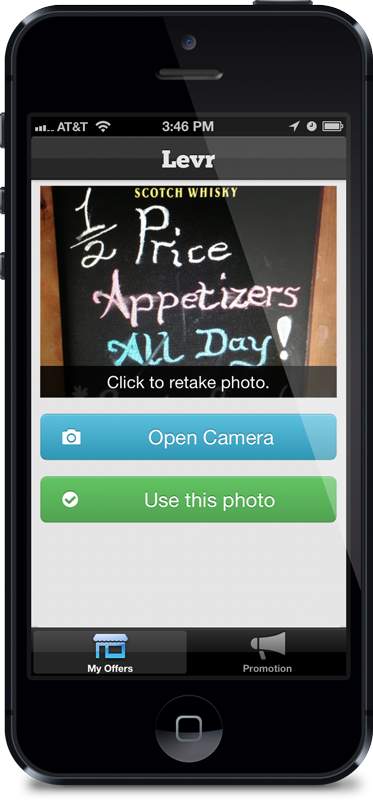 AT&T 3:46 PM
Levr
SCOTCH WHISKY
1/2 Price
Appetizers
All Day!
Click to retake photo.
Open Camera
Use this photo
My Offers Promotion